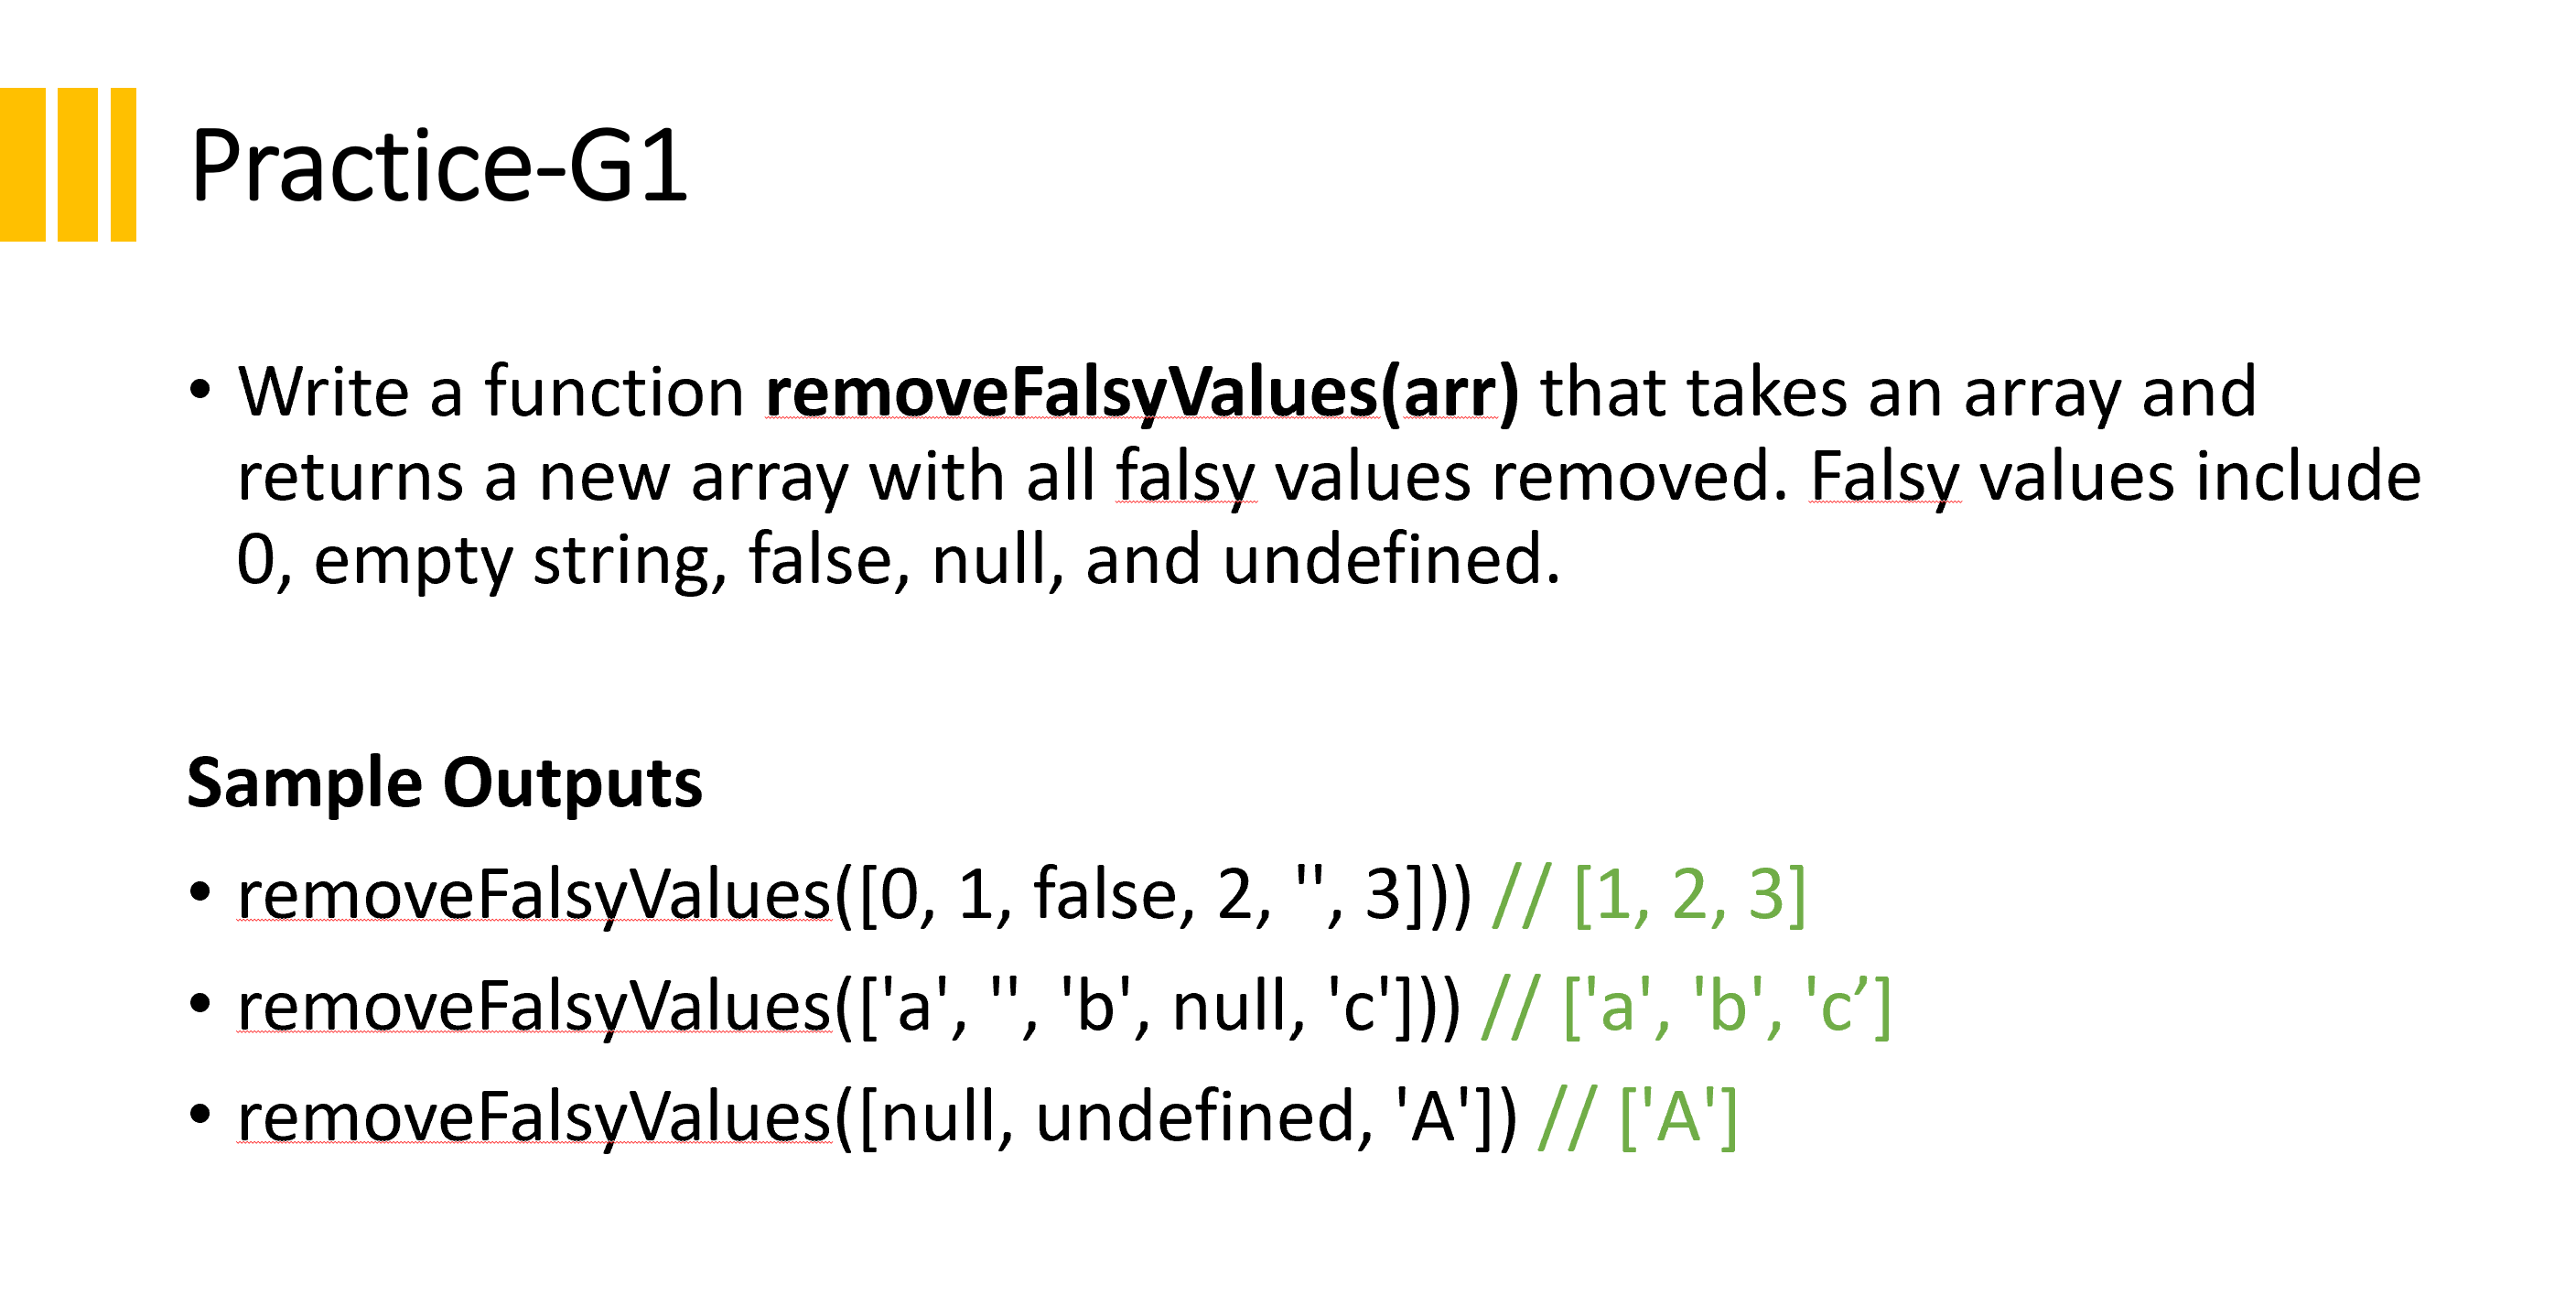 Practice-G1
• Write a function removeFalsyValues(arr) that takes an array and
returns a new array with all falsy values removed. Falsy values include
0, empty string, false, null, and undefined.
Sample Outputs
• removeFalsyValues([0, 1, false, 2, '', 3])) // [1, 2, 3]
• removeFalsyValues(['a', '', 'b', null, 'c'])) // ['a', 'b', 'c’]
• removeFalsyValues([null, undefined, 'A']) // ['A']